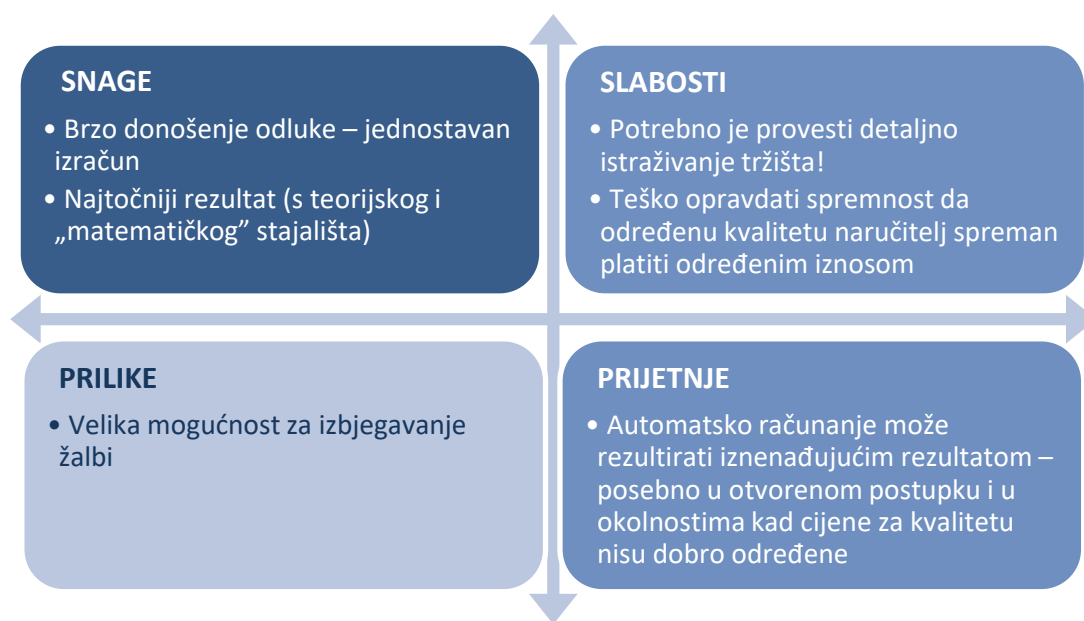 SNAGE
• Brzo donošenje odluke – jednostavan
izračun
• Najtočniji rezultat (s teorijskog i
„matematičkog” stajališta)
SLABOSTI
• Potrebno je provesti detaljno
istraživanje tržišta!
• Teško opravdati spremnost da
određenu kvalitetu naručitelj spreman
platiti određenim iznosom
PRILIKE
• Velika mogućnost za izbjegavanje
žalbi
PRIJETNJE
• Automatsko računanje može
rezultirati iznenađujućim rezultatom –
posebno u otvorenom postupku i u
okolnostima kad cijene za kvalitetu
nisu dobro određene